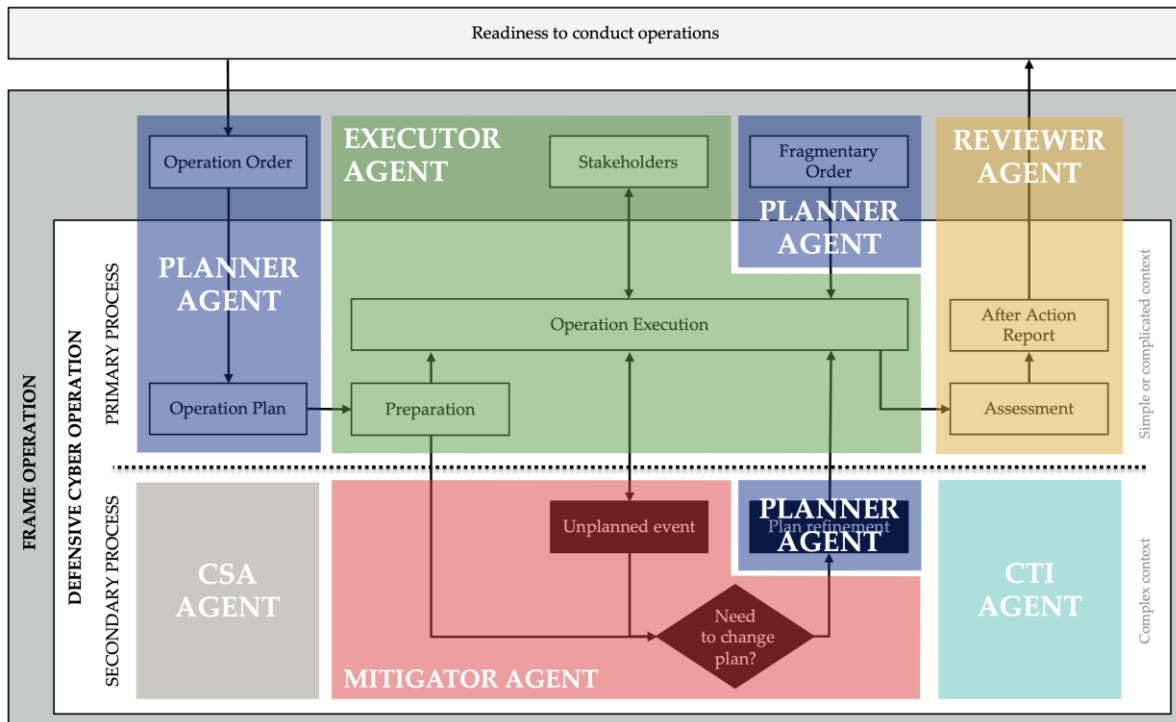 Readiness to conduct operations
FRAME OPERATION
DEFENSIVE CYBER OPERATION
PRIMARY PROCESS
Operation Order
PLANNER
AGENT
Operation Plan
EXECUTOR
AGENT
Stakeholders
Operation Execution
Preparation
Fragmentary
Order
PLANNER
AGENT
REVIEWER
AGENT
After Action
Report
Assessment
Simple or complicated context
SECONDARY PROCESS
CSA
AGENT
Unplanned event
Need
to change
plan?
MITIGATOR AGENT
PLANNER
Plan refinement
AGENT
CTI
AGENT
Complex context